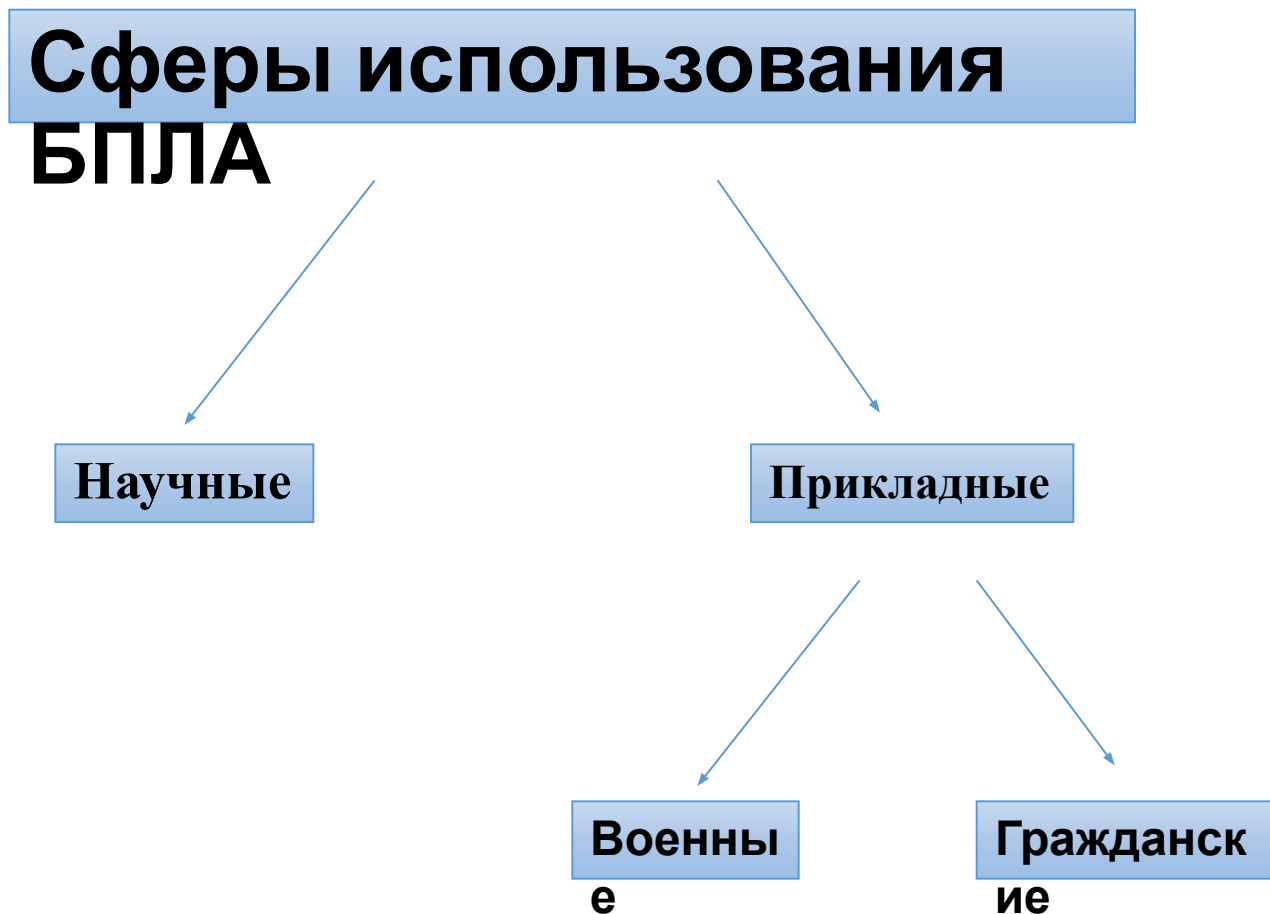 Сферы использования
БПЛА
Научные
Прикладные
Военны
е
Гражданск
ие